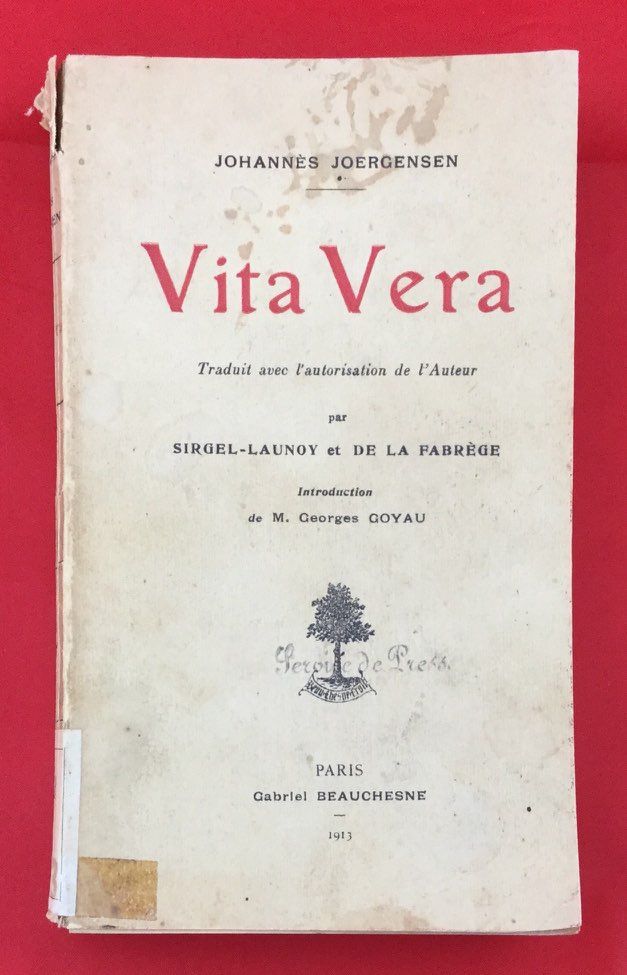 JOHANNÈS JOERGENSEN
Vita Vera
Traduit avec l'autorisation de l'Auteur
par
SIRGEL-LAUNOY et DE LA FABRÈGE
Introduction
de M. Georges GOYAU
Service de Presse
PARIS
Gabriel BEAUCHESNE
1913